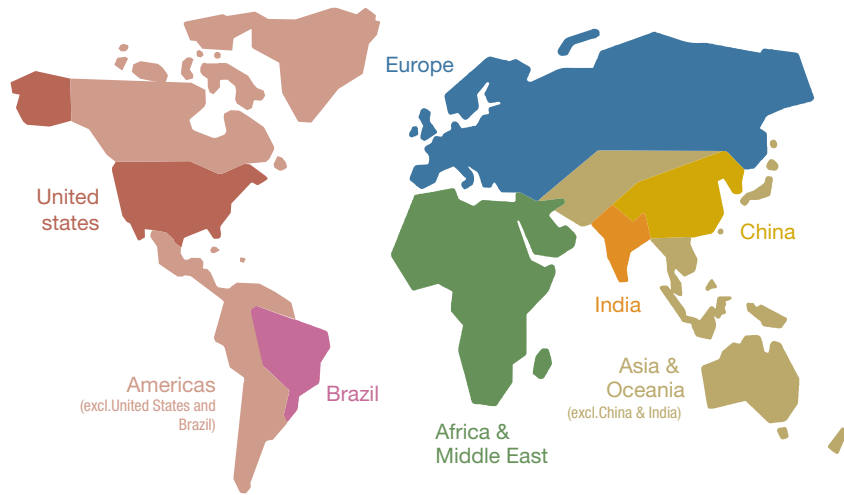 Europe
United
states
China
India
Americas
(excl.United States and
Brazil)
Brazil
Asia &
Oceania
(excl.China & India)
Africa &
Middle East